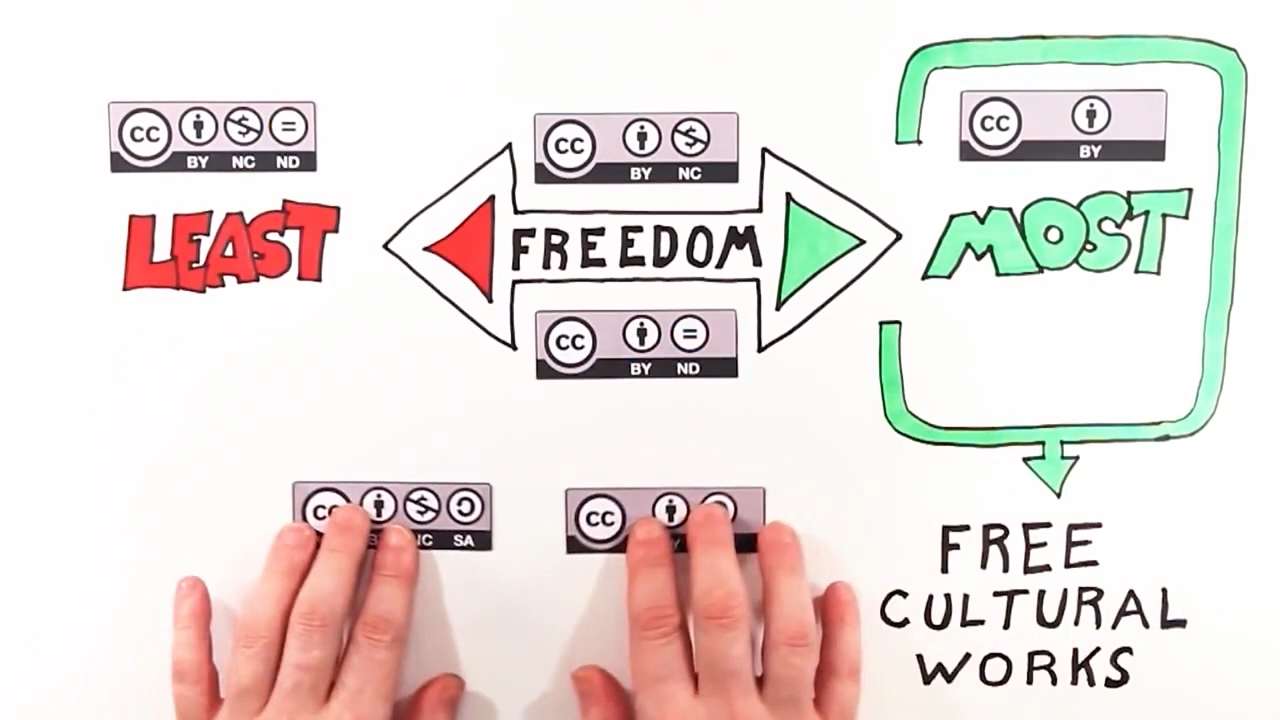 CC BY NC ND
CC BY NC
CC BY
LEAST
FREEDOM
MOST
CC BY ND
NC SA
CC
FREE
CULTURAL
WORKS